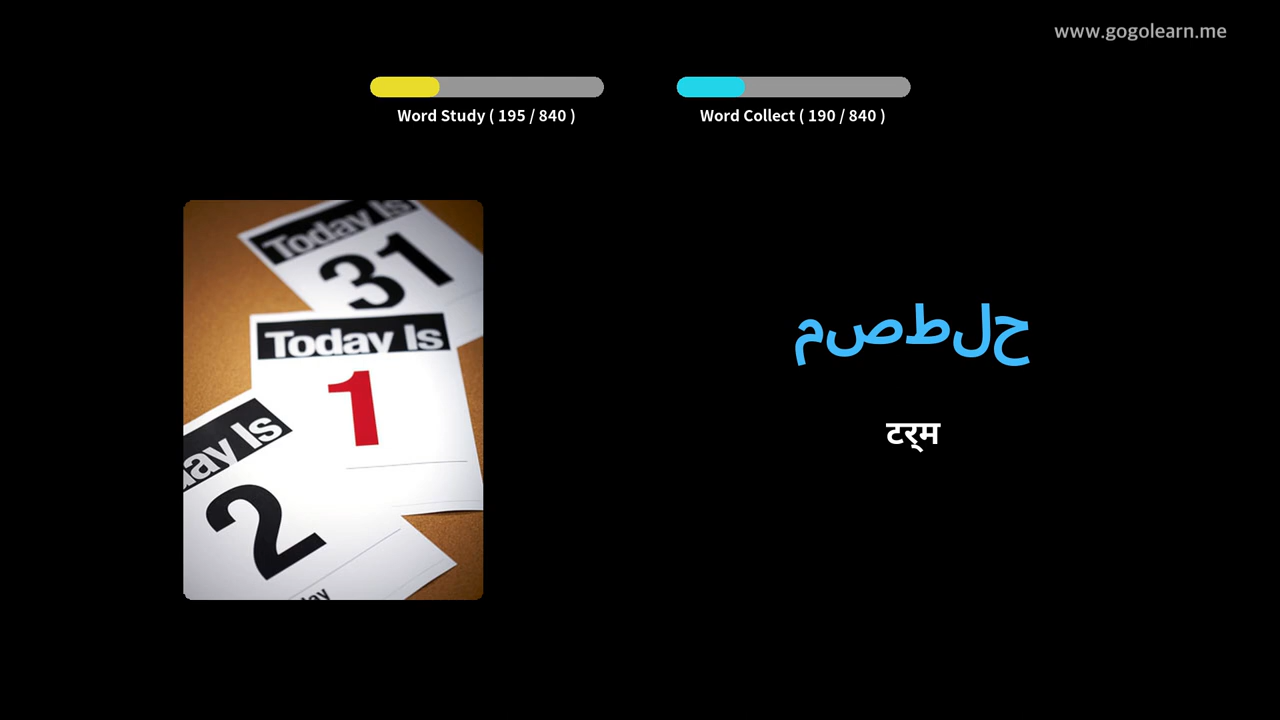 www.gogolearn.me
Word Study ( 195 / 840 )
Word Collect ( 190 / 840 )
Today Is
31
Today Is
1
ay Is
2
ay
مصطلح
टर्‌म